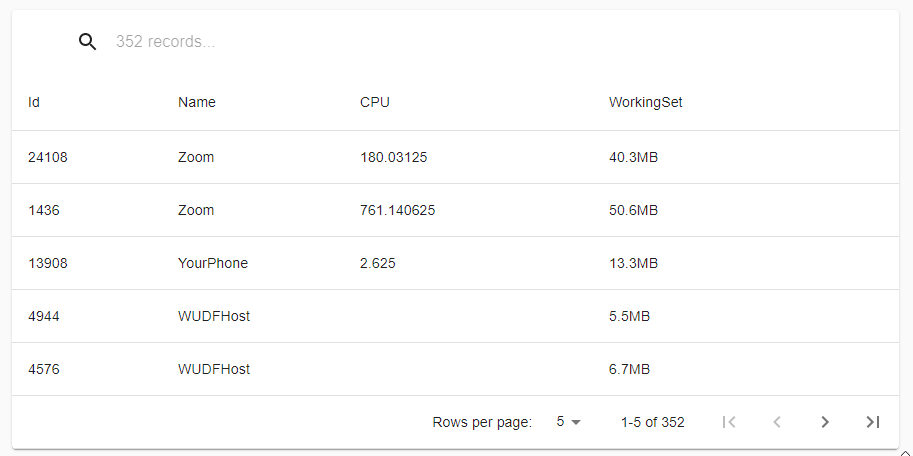 352 records...
Id Name CPU WorkingSet
24108 Zoom 180.03125 40.3MB
1436 Zoom 761.140625 50.6MB
13908 YourPhone 2.625 13.3MB
4944 WUDFHost 5.5MB
4576 WUDFHost 6.7MB
Rows per page: 5 1-5 of 352